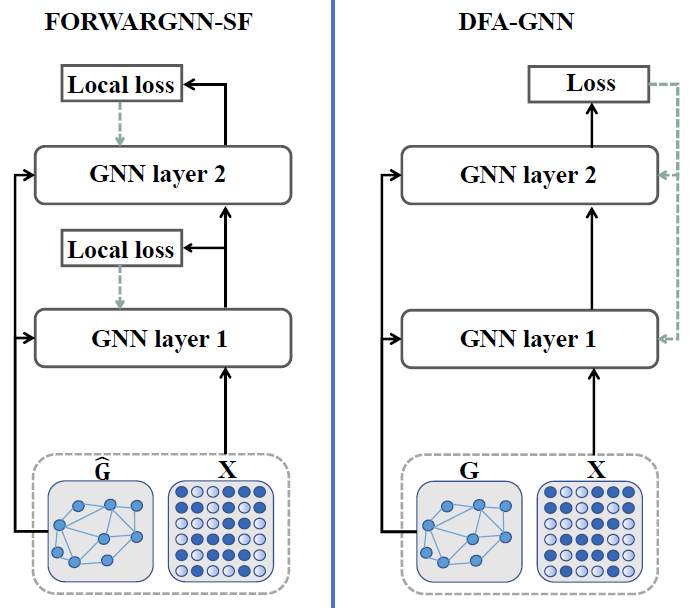 FORWARGNN-SF
Local loss
GNN layer 2
Local loss
GNN layer 1
Ĝ
X
DFA-GNN
Loss
GNN layer 2
GNN layer 1
G
X